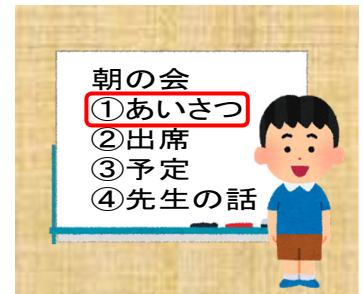 朝の会
①あいさつ
②出席
③予定
④先生の話